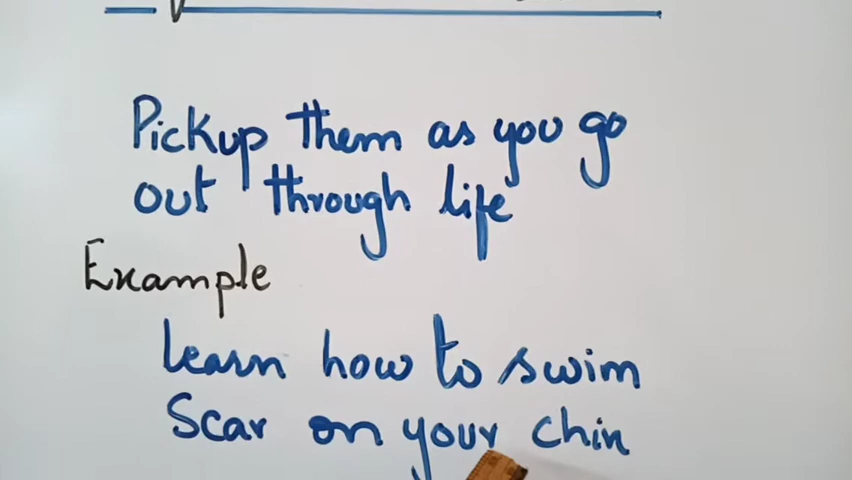 Pickup them as you go
out through life
Example
learn how to swim
Scar on your chin